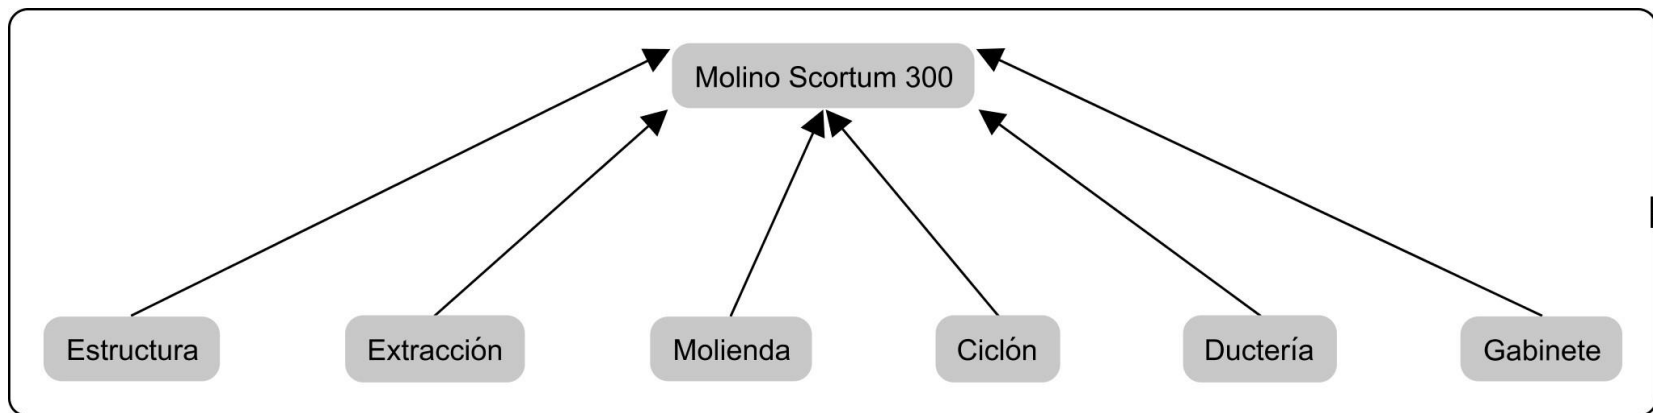 Molino Scortum 300
Estructura
Extracción
Molienda
Ciclón
Ductería
Gabinete